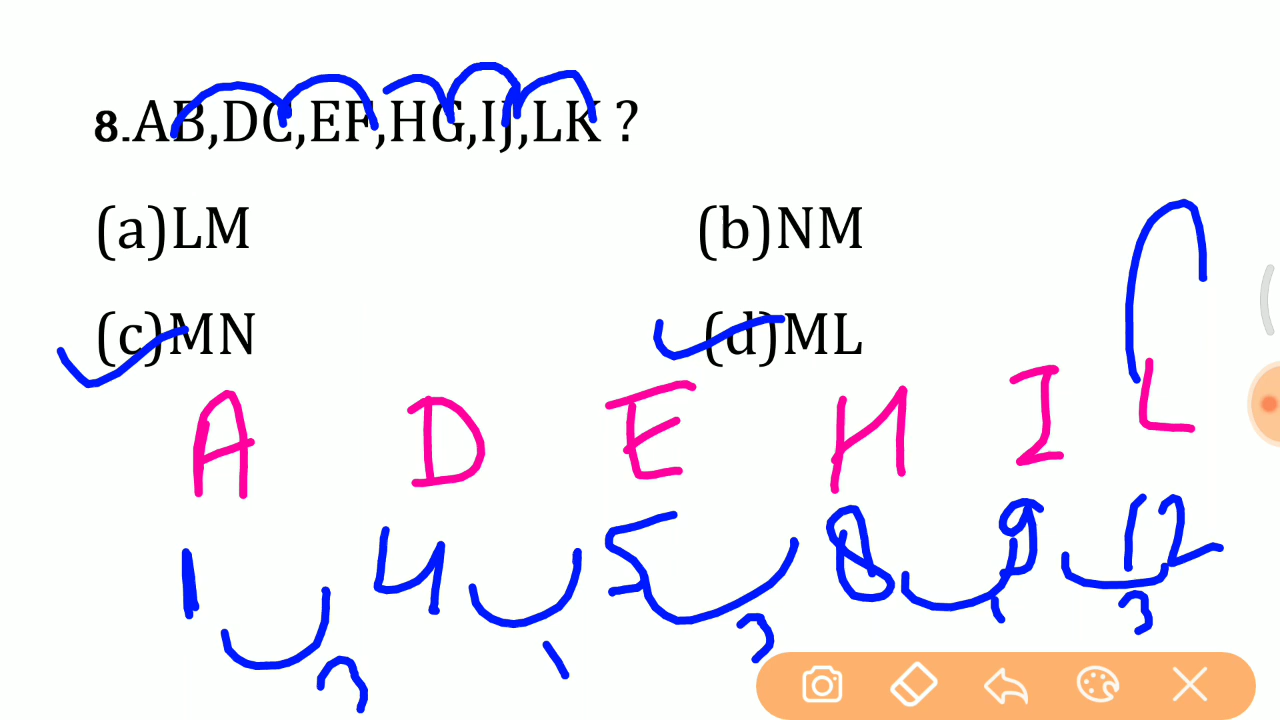 8.AB,DC,EF,HG,IJ,LK ?
(a)LM (b)NM
(c)MN (d)ML
A D E H I L
1 4 5 8 9 12
3 1 3 1 3